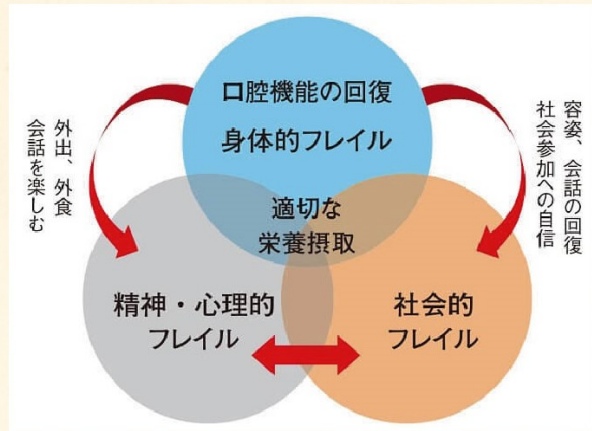 口腔機能の回復
身体的フレイル
適切な
栄養摂取
精神・心理的
フレイル
社会的
フレイル
外出、外食
会話を楽しむ
容姿、会話の回復
社会参加への自信